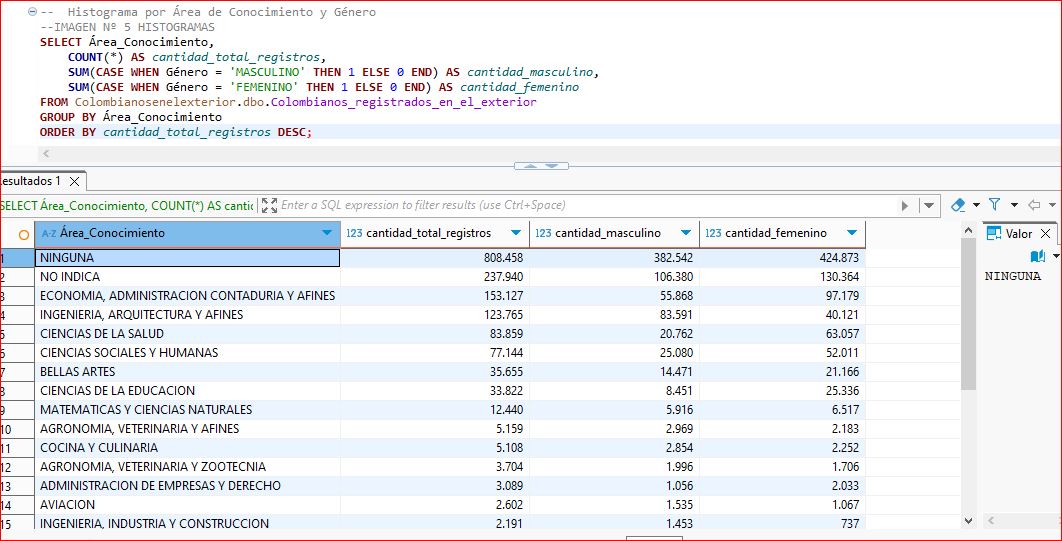 -- Histograma por Área de Conocimiento y Género
--IMAGEN Nº 5 HISTOGRAMAS
SELECT Área_Conocimiento,
COUNT(*) AS cantidad_total_registros,
SUM(CASE WHEN Género = 'MASCULINO' THEN 1 ELSE 0 END) AS cantidad_masculino,
SUM(CASE WHEN Género = 'FEMENINO' THEN 1 ELSE 0 END) AS cantidad_femenino
FROM Colombianosenelexterior.dbo.Colombianos_registrados_en_el_exterior
GROUP BY Área_Conocimiento
ORDER BY cantidad_total_registros DESC;
esultados 1
SELECT Área_Conocimiento, COUNT(*) AS cantic Enter a SQL expression to filter results (use Ctrl+Space)
A-Z Área_Conocimiento 123 cantidad_total_registros 123 cantidad_masculino 123 cantidad_femenino Valor
1 NINGUNA 808.458 382.542 424.873
NINGUNA
2 NO INDICA 237.940 106.380 130.364
3 ECONOMIA, ADMINISTRACION CONTADURIA Y AFINES 153.127 55.868 97.179
4 INGENIERIA, ARQUITECTURA Y AFINES 123.765 83.591 40.121
5 CIENCIAS DE LA SALUD 83.859 20.762 63.057
6 CIENCIAS SOCIALES Y HUMANAS 77.144 25.080 52.011
7 BELLAS ARTES 35.655 14.471 21.166
8 CIENCIAS DE LA EDUCACION 33.822 8.451 25.336
9 MATEMATICAS Y CIENCIAS NATURALES 12.440 5.916 6.517
10 AGRONOMIA, VETERINARIA Y AFINES 5.159 2.969 2.183
11 COCINA Y CULINARIA 5.108 2.854 2.252
12 AGRONOMIA, VETERINARIA Y ZOOTECNIA 3.704 1.996 1.706
13 ADMINISTRACION DE EMPRESAS Y DERECHO 3.089 1.056 2.033
14 AVIACION 2.602 1.535 1.067
15 INGENIERIA, INDUSTRIA Y CONSTRUCCION 2.191 1.453 737